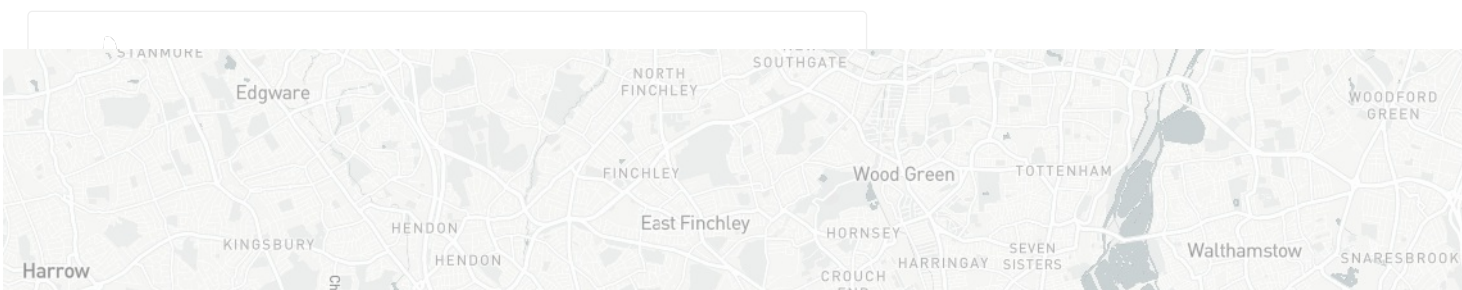 STANMORE
Edgware
NORTH
FINCHLEY
SOUTHGATE
WOODFORD
GREEN
FINCHLEY
Wood Green
TOTTENHAM
East Finchley
HENDON
HORNSEY
KINGSBURY
HENDON
HARRINGAY
SEVEN
SISTERS
Walthamstow
SNARESBROOK
Harrow
CROUCH
Ch